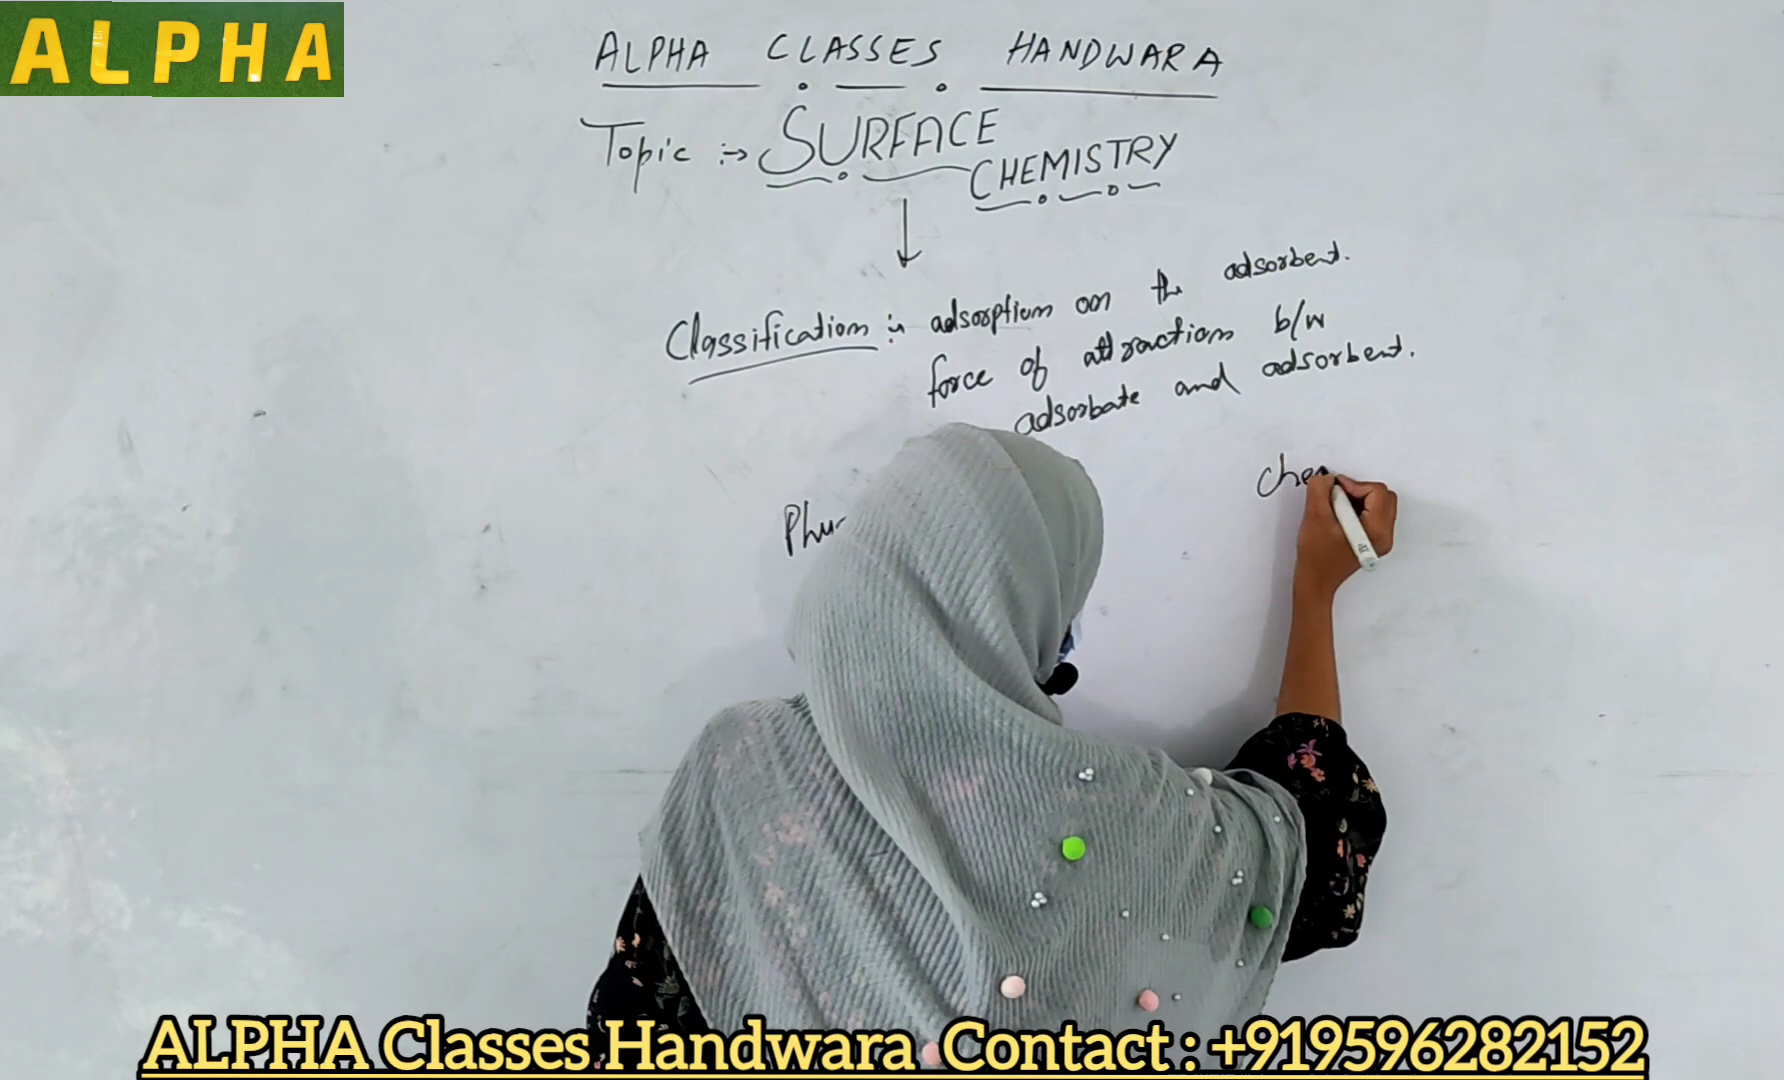 ALPHA
ALPHA CLASSES HANDWARA
Topic :→ SURFACE
CHEMISTRY
Classification :- adsorption on the adsorbent.
force of attraction b/w
adsorbate and adsorbent.
Che
ALPHA Classes Handwara Contact : +919596282152